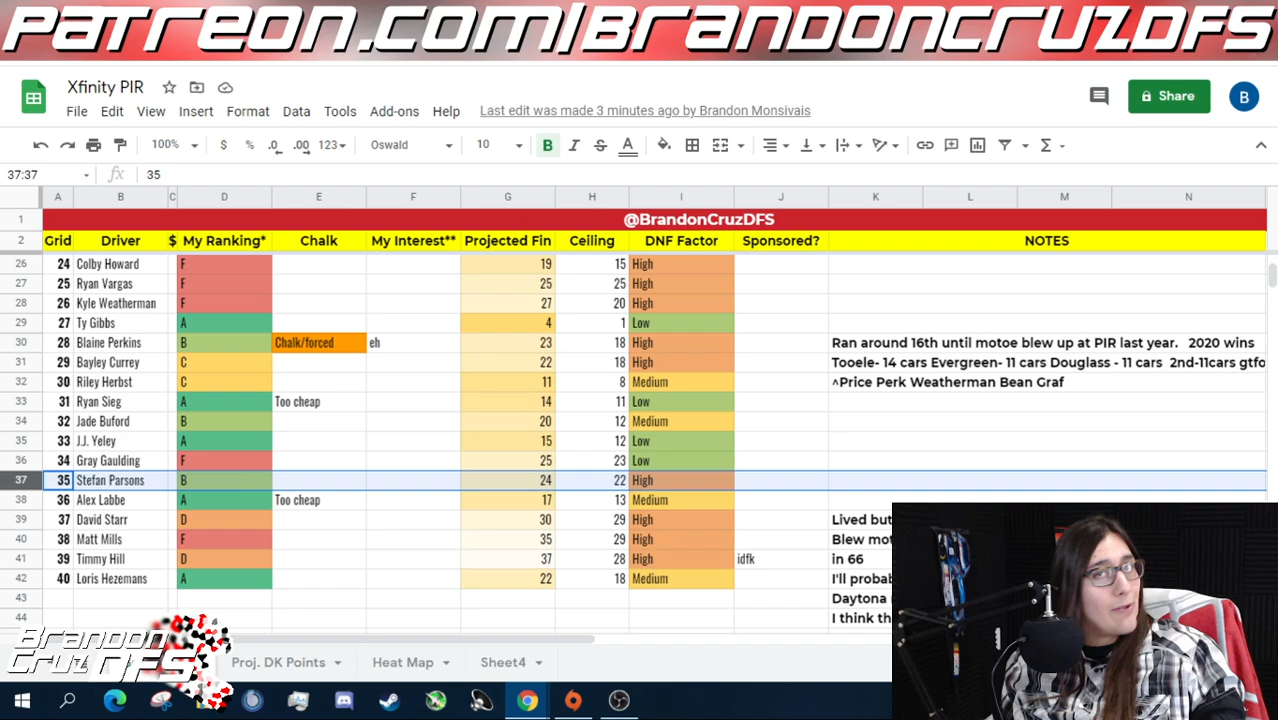 PATREON.COM/BRANDONCRUZDFS
Xfinity PIR
File Edit View Insert Format Data Tools Add-ons Help Last edit was made 3 minutes ago by Brandon Monsivais
Share
B
100% $ % .0 .00 123 Oswald 10 B I S A
37:37 fx 35
A B C D E F G H I J K L M N
1 @BrandonCruzDFS
2 Grid Driver $ My Ranking* Chalk My Interest** Projected Fin Ceiling DNF Factor Sponsored? NOTES
26 24 Colby Howard F 19 15 High
27 25 Ryan Vargas F 25 25 High
28 26 Kyle Weatherman F 27 20 High
29 27 Ty Gibbs A 4 1 Low
30 28 Blaine Perkins B Chalk/forced eh 23 18 High Ran around 16th until motoe blew up at PIR last year. 2020 wins
31 29 Bayley Currey C 22 18 High Tooele- 14 cars Evergreen- 11 cars Douglass - 11 cars 2nd-11cars gtfo
32 30 Riley Herbst C 11 8 Medium ^Price Perk Weatherman Bean Graf
33 31 Ryan Sieg A Too cheap 14 11 Low
34 32 Jade Buford B 20 12 Medium
35 33 J.J. Yeley A 15 12 Low
36 34 Gray Gaulding F 25 23 Low
37 35 Stefan Parsons B 24 22 High
38 36 Alex Labbe A Too cheap 17 13 Medium
39 37 David Starr D 30 29 High Lived but
40 38 Matt Mills F 35 29 High Blew mot
41 39 Timmy Hill D 37 28 High idfk in 66
42 40 Loris Hezemans A 22 18 Medium I'll probab
43 Daytona
44 I think th
BRANDON CRUZ DFS
Proj. DK Points Heat Map Sheet4